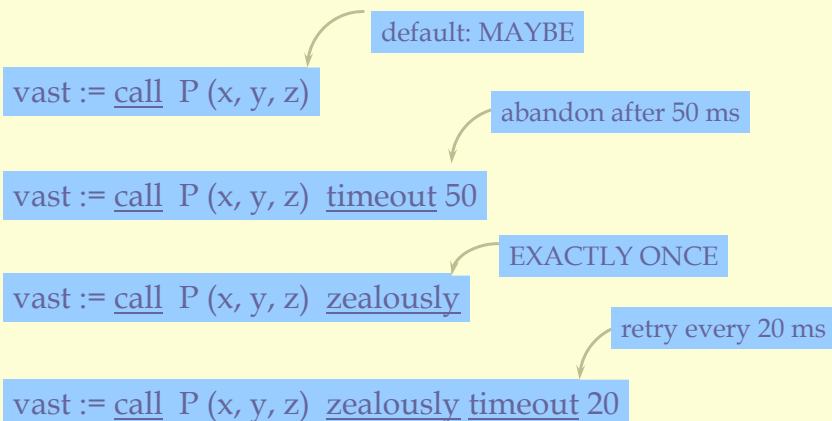 default: MAYBE
vast := call P (x, y, z)
abandon after 50 ms
vast := call P (x, y, z) timeout 50
EXACTLY ONCE
vast := call P (x, y, z) zealously
retry every 20 ms
vast := call P (x, y, z) zealously timeout 20